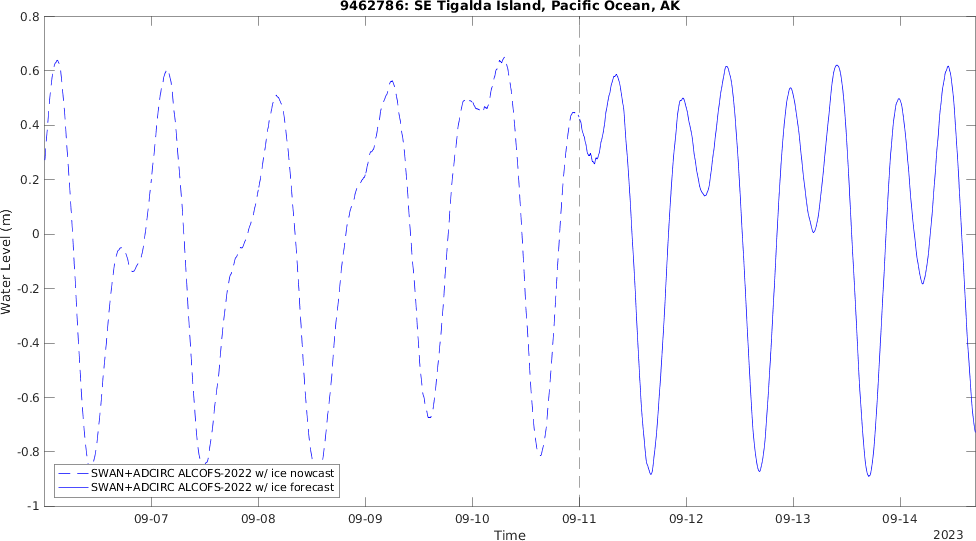 9462786: SE Tigalda Island, Pacific Ocean, AK
0.8
0.6
0.4
0.2
0
-0.2
-0.4
-0.6
-0.8
-1
Water Level (m)
SWAN+ADCIRC ALCOFS-2022 w/ ice nowcast
SWAN+ADCIRC ALCOFS-2022 w/ ice forecast
09-07 09-08 09-09 09-10 09-11 09-12 09-13 09-14
Time
2023